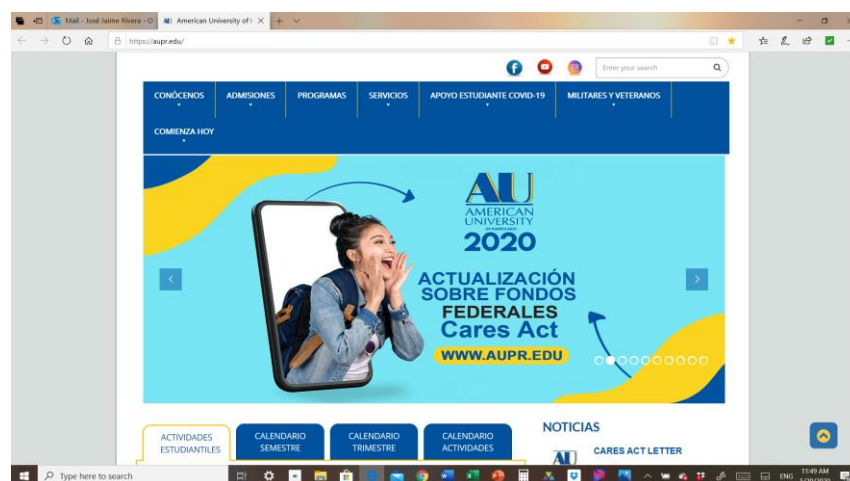 Mail - José Jaime Rivera - O
American University of
https://aupr.edu/
Enter your search
CONÓCENOS
ADMISIONES
PROGRAMAS
SERVICIOS
APOYO ESTUDIANTE COVID-19
MILITARES Y VETERANOS
COMIENZA HOY
AU
AMERICAN
UNIVERSITY
OF PUERTO RICO
2020
ACTUALIZACIÓN
SOBRE FONDOS
FEDERALES
Cares Act
WWW.AUPR.EDU
ACTIVIDADES
ESTUDIANTILES
CALENDARIO
SEMESTRE
CALENDARIO
TRIMESTRE
CALENDARIO
ACTIVIDADES
NOTICIAS
AU
CARES ACT LETTER
Type here to search
ENG
11:49 AM